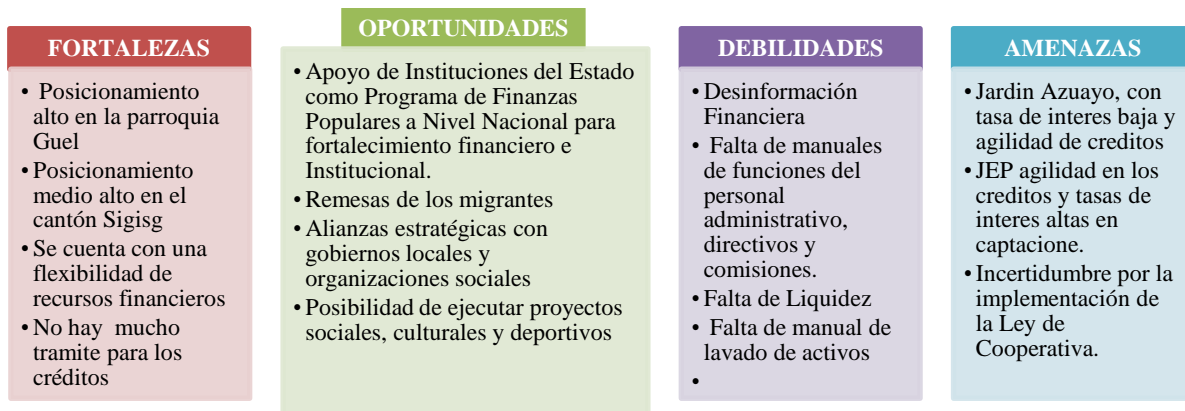 FORTALEZAS
• Posicionamiento
alto en la parroquia
Guel
• Posicionamiento
medio alto en el
cantón Sigisg
• Se cuenta con una
flexibilidad de
recursos financieros
• No hay mucho
tramite para los
créditos
OPORTUNIDADES
• Apoyo de Instituciones del Estado
como Programa de Finanzas
Populares a Nivel Nacional para
fortalecimiento financiero e
Institucional.
• Remesas de los migrantes
• Alianzas estratégicas con
gobiernos locales y
organizaciones sociales
• Posibilidad de ejecutar proyectos
sociales, culturales y deportivos
DEBILIDADES
• Desinformación
Financiera
• Falta de manuales
de funciones del
personal
administrativo,
directivos y
comisiones.
• Falta de Liquidez
• Falta de manual de
lavado de activos
•
AMENAZAS
• Jardin Azuayo, con
tasa de interes baja y
agilidad de creditos
• JEP agilidad en los
creditos y tasas de
interes altas en
captacione.
• Incertidumbre por la
implementación de
la Ley de
Cooperativa.